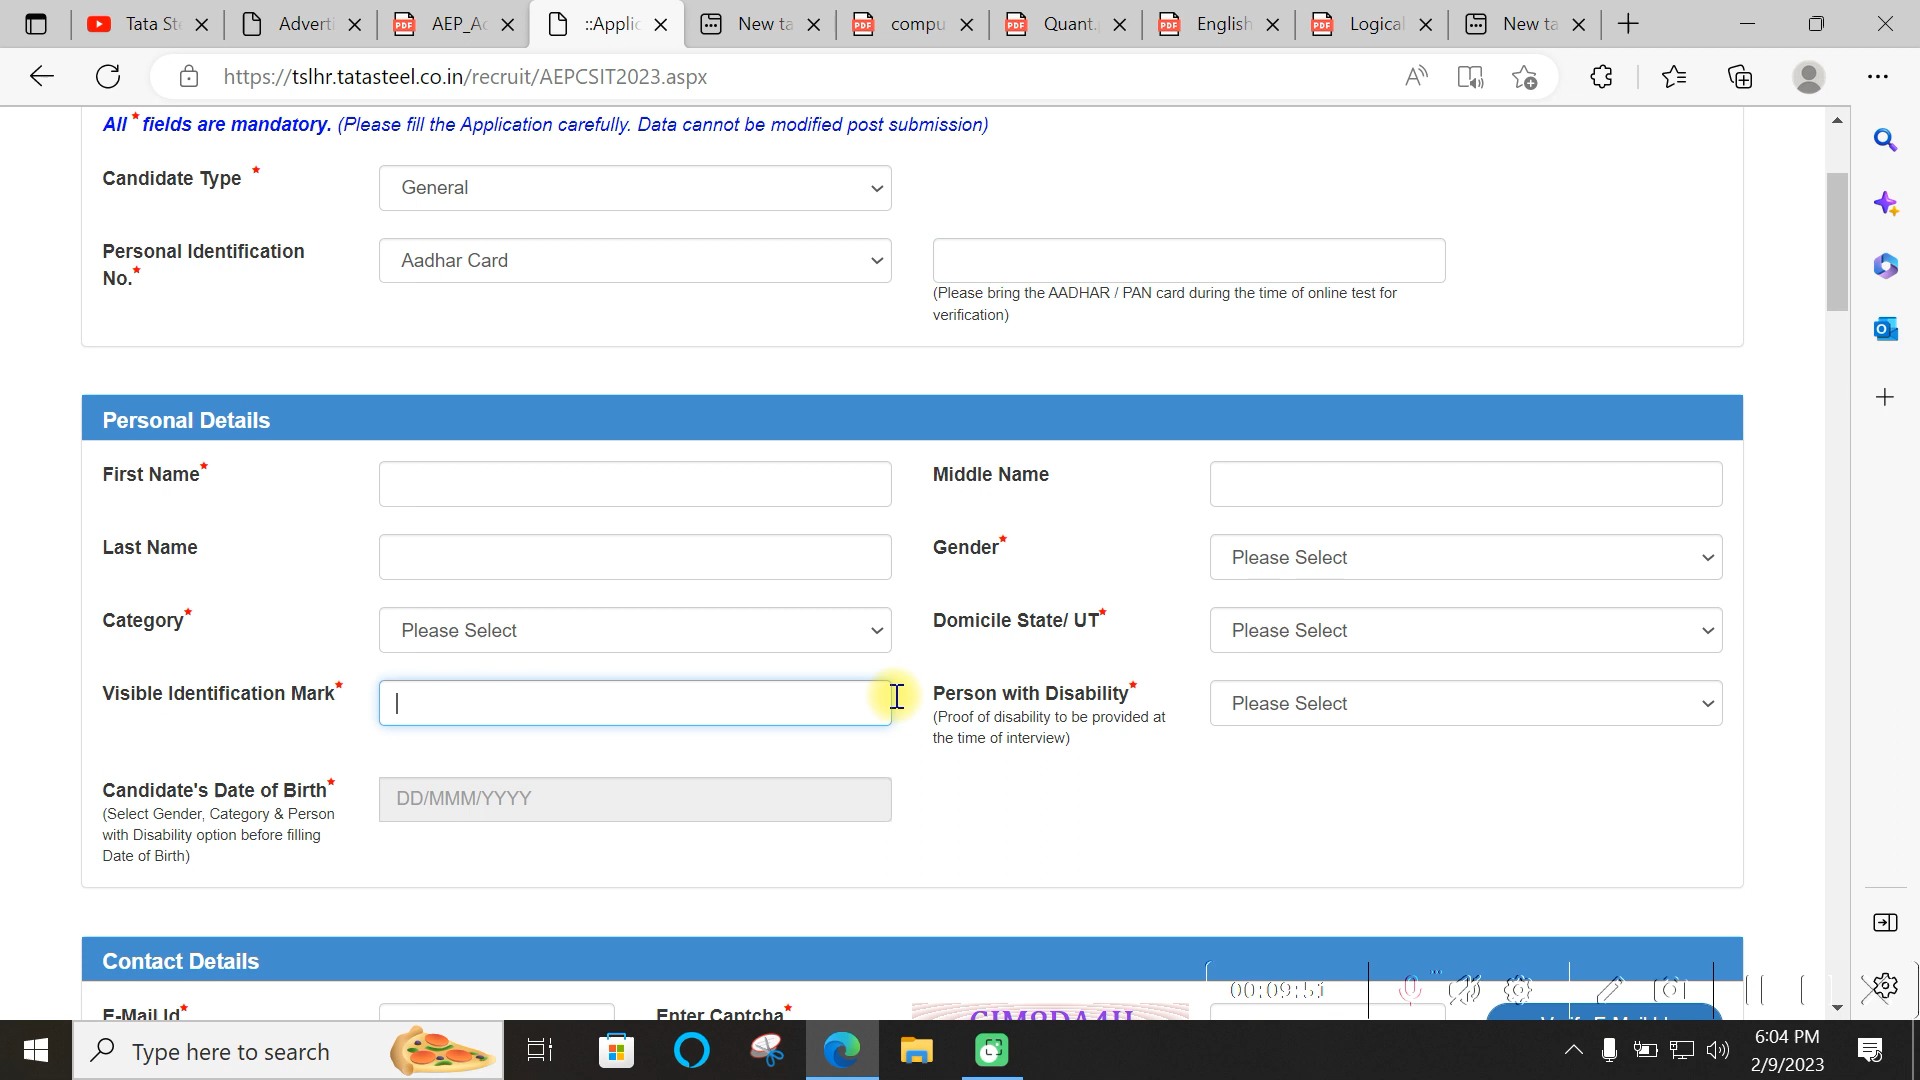 Tata St
Adverti
AEP_Ac
::Applic
New ta
compu
Quant.
English
Logical
New ta
https://tslhr.tatasteel.co.in/recruit/AEPCSIT2023.aspx
All * fields are mandatory. (Please fill the Application carefully. Data cannot be modified post submission)
Candidate Type *
General
Personal Identification
No.*
Aadhar Card
(Please bring the AADHAR / PAN card during the time of online test for
verification)
Personal Details
First Name*
Middle Name
Last Name
Gender*
Please Select
Category*
Please Select
Domicile State/ UT*
Please Select
Visible Identification Mark*
Person with Disability*
(Proof of disability to be provided at
the time of interview)
Please Select
Candidate's Date of Birth*
(Select Gender, Category & Person
with Disability option before filling
Date of Birth)
DD/MMM/YYYY
Contact Details
00:09:51
E-Mail Id*
Enter Captcha*
Type here to search
6:04 PM
2/9/2023